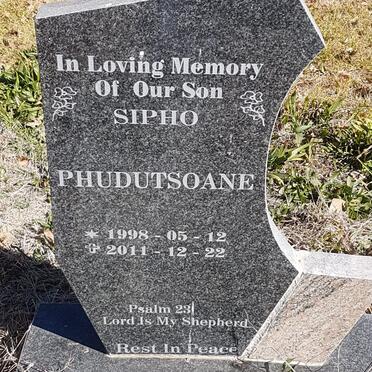 In Loving Memory
Of Our Son
SIPHO
PHUDUTSOANE
* 1998 - 05 - 12
✞ 2011 - 12 - 22
Psalm 23
Lord Is My Shepherd
Rest In Peace